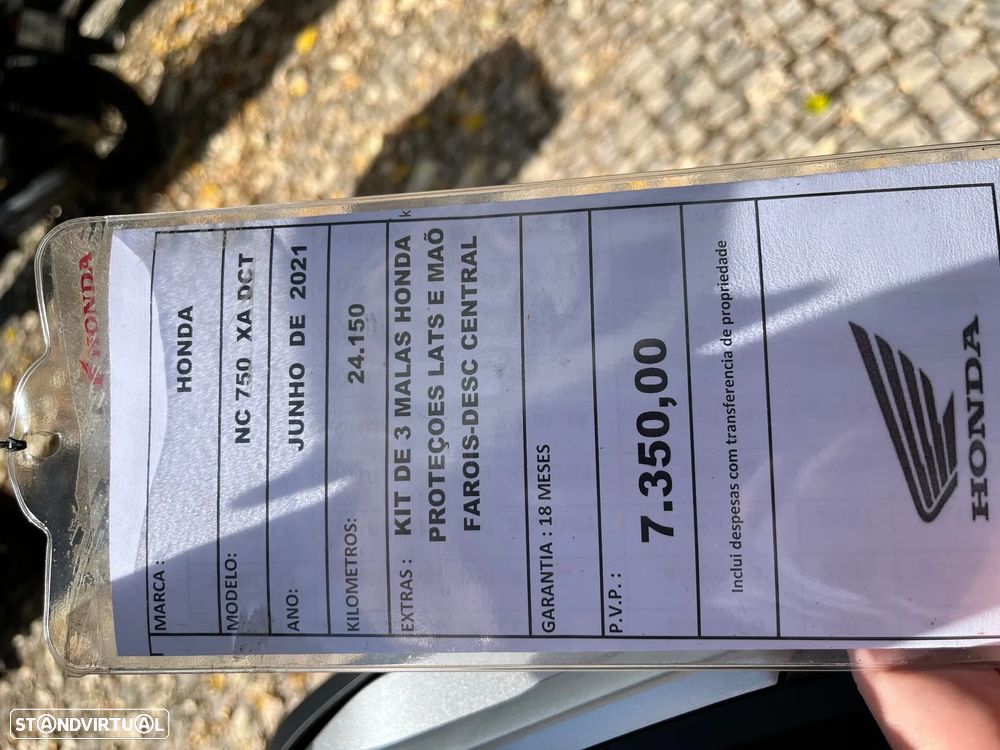 HONDA
MARCA : HONDA
MODELO: NC 750 XA DCT
ANO: JUNHO DE 2021
KILOMETROS: 24.150
EXTRAS : KIT DE 3 MALAS HONDA k
PROTEÇOES LATS E MAÕ
FAROIS-DESC CENTRAL
GARANTIA : 18 MESES
P.V.P. : 7.350,00
Inclui despesas com transferencia de propriedade
HONDA
STANDVIRTUAL